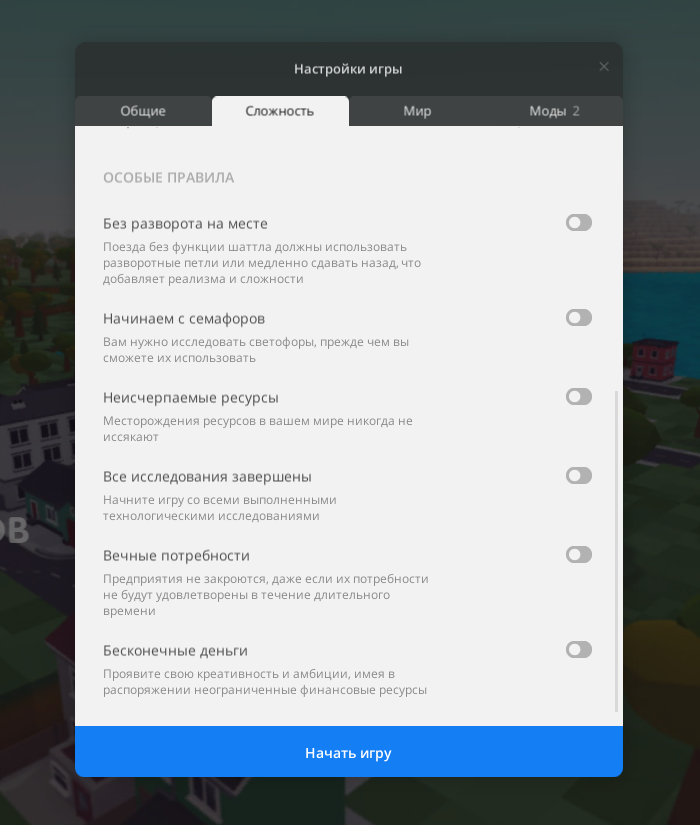 Настройки игры
Общие
Сложность
Мир
Моды 2
ОСОБЫЕ ПРАВИЛА
Без разворота на месте
Поезда без функции шаттла должны использовать
разворотные петли или медленно сдавать назад, что
добавляет реализма и сложности
Начинаем с семафоров
Вам нужно исследовать светофоры, прежде чем вы
сможете их использовать
Неисчерпаемые ресурсы
Месторождения ресурсов в вашем мире никогда не
иссякают
Все исследования завершены
Начните игру со всеми выполненными
технологическими исследованиями
Вечные потребности
Предприятия не закроются, даже если их потребности
не будут удовлетворены в течение длительного
времени
Бесконечные деньги
Проявите свою креативность и амбиции, имея в
распоряжении неограниченные финансовые ресурсы
Начать игру